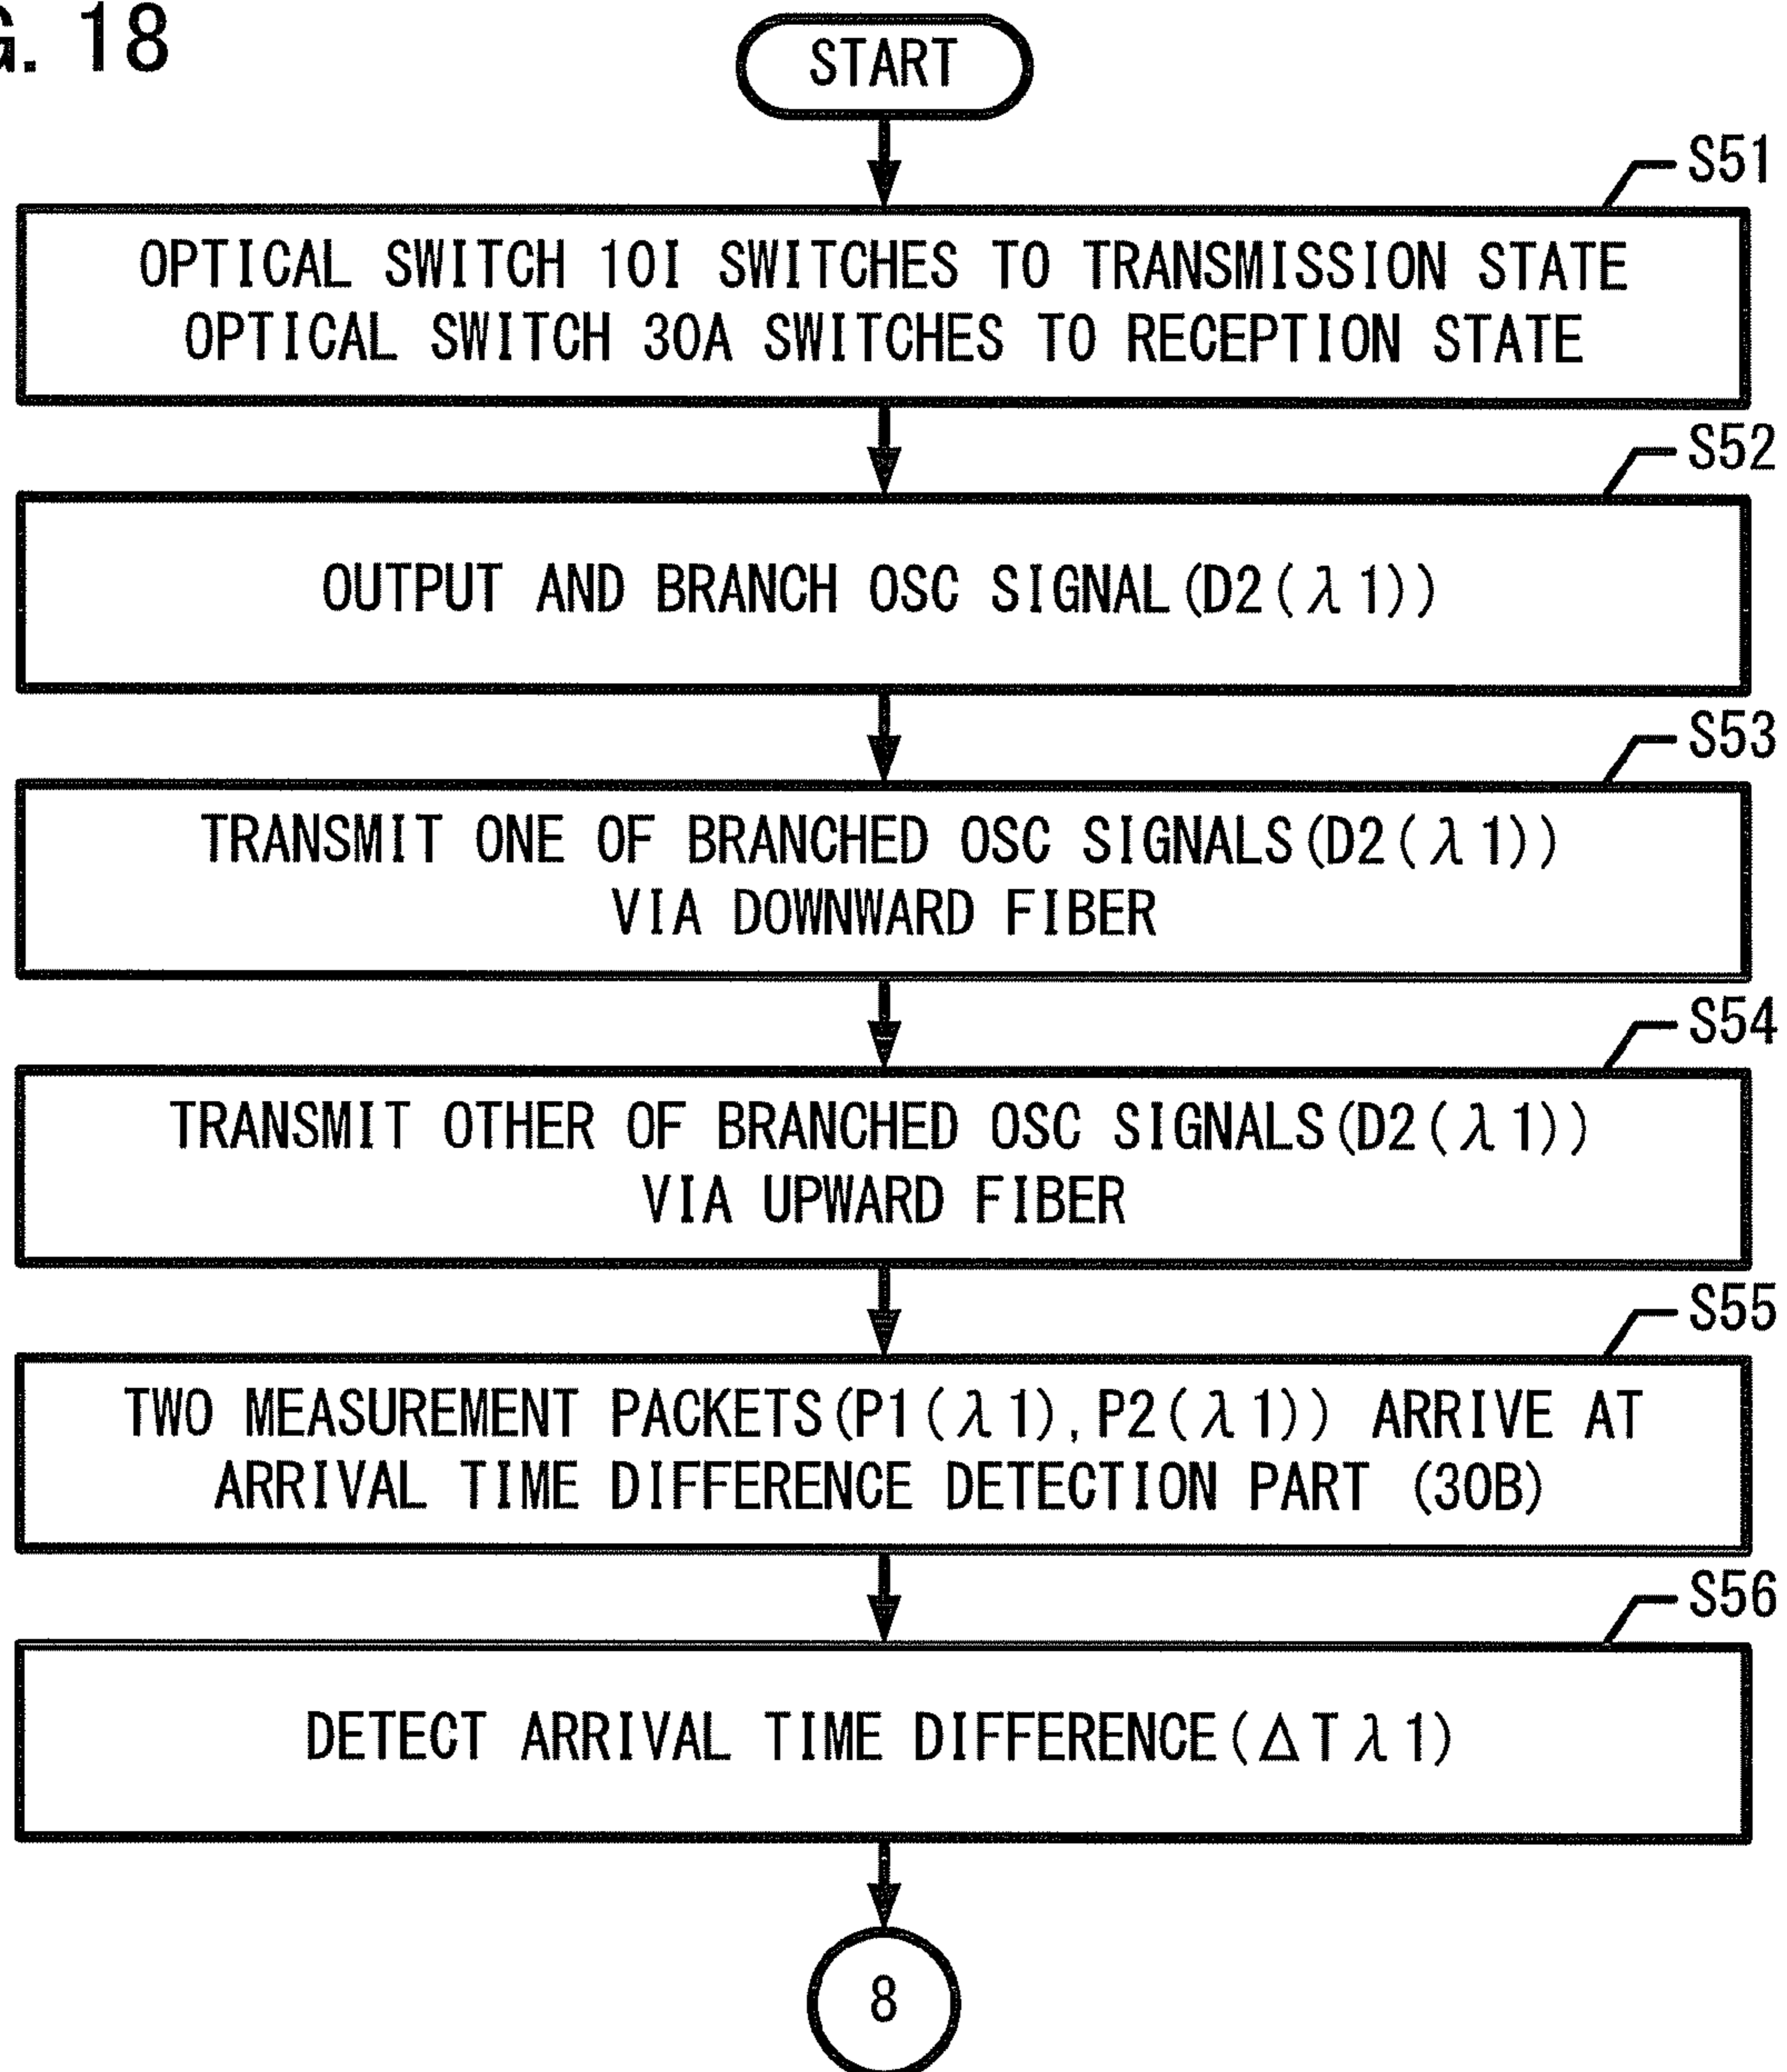 G. 18
START
S51
OPTICAL SWITCH 10I SWITCHES TO TRANSMISSION STATE
OPTICAL SWITCH 30A SWITCHES TO RECEPTION STATE
S52
OUTPUT AND BRANCH OSC SIGNAL(D2(λ1))
S53
TRANSMIT ONE OF BRANCHED OSC SIGNALS(D2(λ1))
VIA DOWNWARD FIBER
S54
TRANSMIT OTHER OF BRANCHED OSC SIGNALS(D2(λ1))
VIA UPWARD FIBER
S55
TWO MEASUREMENT PACKETS(P1(λ1),P2(λ1)) ARRIVE AT
ARRIVAL TIME DIFFERENCE DETECTION PART (30B)
S56
DETECT ARRIVAL TIME DIFFERENCE(ΔTλ1)
8